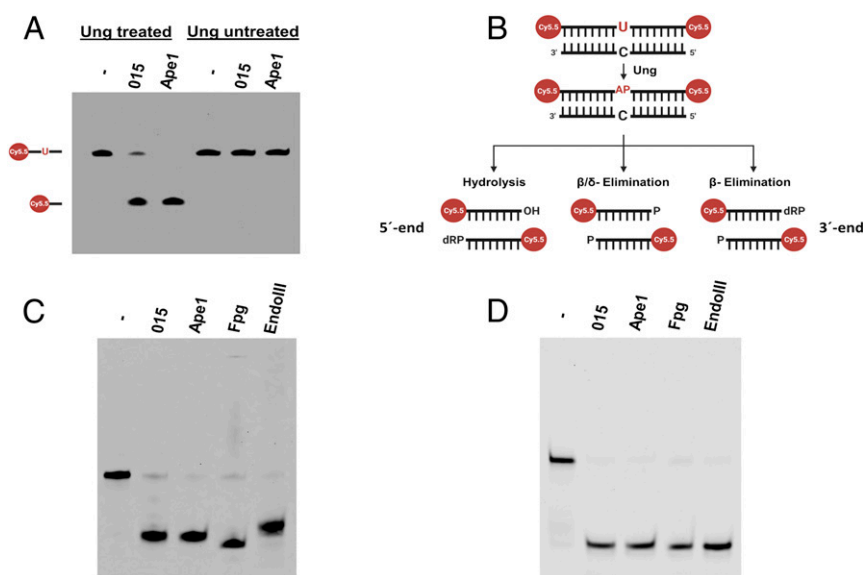 A
Ung treated Ung untreated
- 015 Ape1 - 015 Ape1
Cy5.5 U
Cy5.5
B
Cy5.5 U Cy5.5
3' C 5'
Ung
Cy5.5 AP Cy5.5
3' C 5'
Hydrolysis β/δ- Elimination β- Elimination
Cy5.5 OH Cy5.5 P Cy5.5 dRP
5´-end 3´-end
dRP Cy5.5 P Cy5.5 P Cy5.5
C
- 015 Ape1 Fpg EndoIII
D
- 015 Ape1 Fpg EndoIII